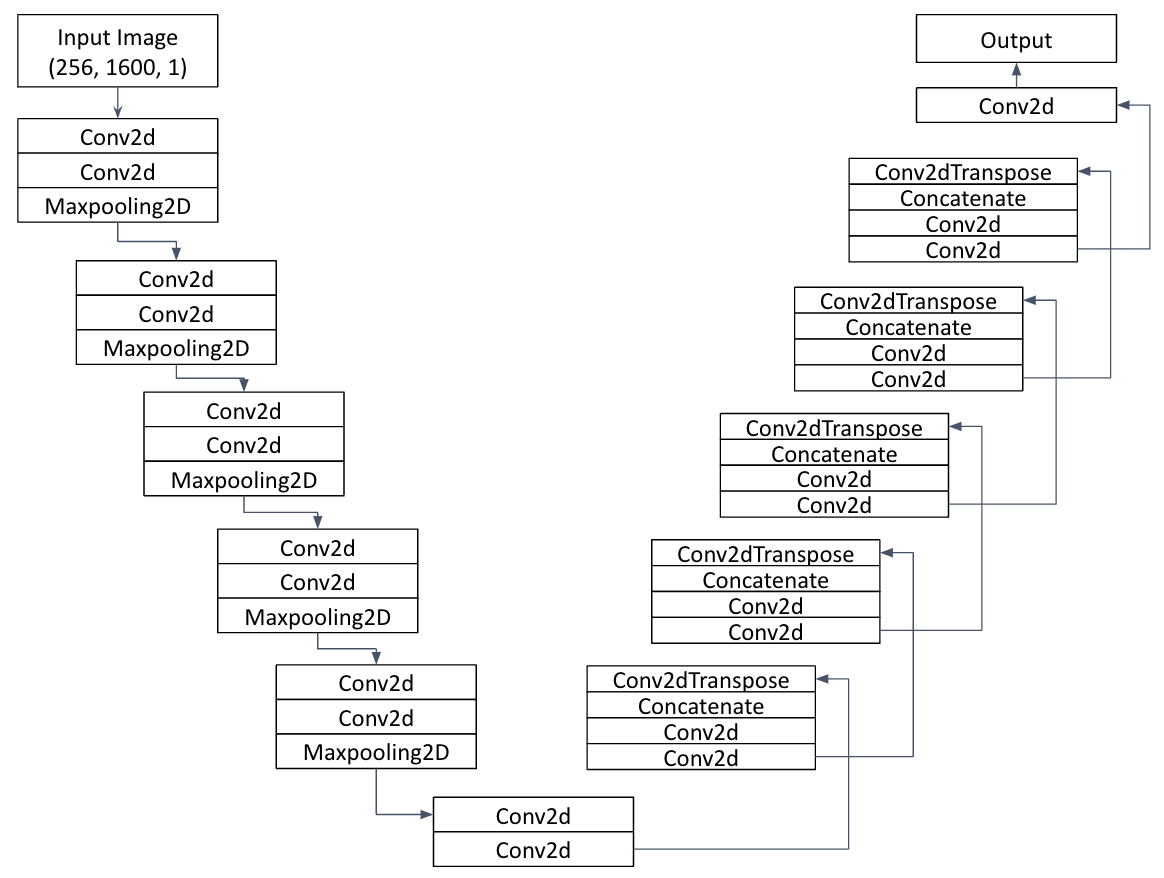 Input Image
(256, 1600, 1)
Conv2d
Conv2d
Maxpooling2D
Conv2d
Conv2d
Maxpooling2D
Conv2d
Conv2d
Maxpooling2D
Conv2d
Conv2d
Maxpooling2D
Conv2d
Conv2d
Maxpooling2D
Conv2d
Conv2d
Conv2dTranspose
Concatenate
Conv2d
Conv2d
Conv2dTranspose
Concatenate
Conv2d
Conv2d
Conv2dTranspose
Concatenate
Conv2d
Conv2d
Conv2dTranspose
Concatenate
Conv2d
Conv2d
Conv2dTranspose
Concatenate
Conv2d
Conv2d
Conv2d
Output